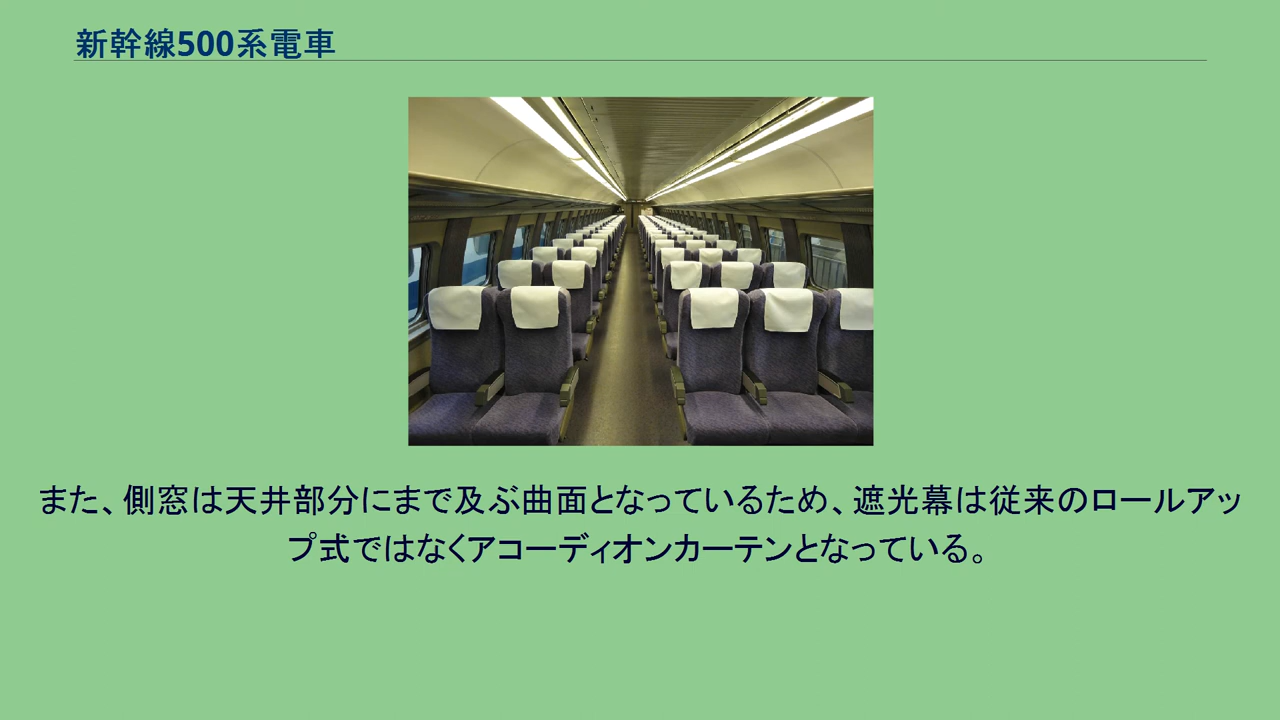 新幹線500系電車
また、側窓は天井部分にまで及ぶ曲面となっているため、遮光幕は従来のロールアッ
プ式ではなくアコーディオンカーテンとなっている。